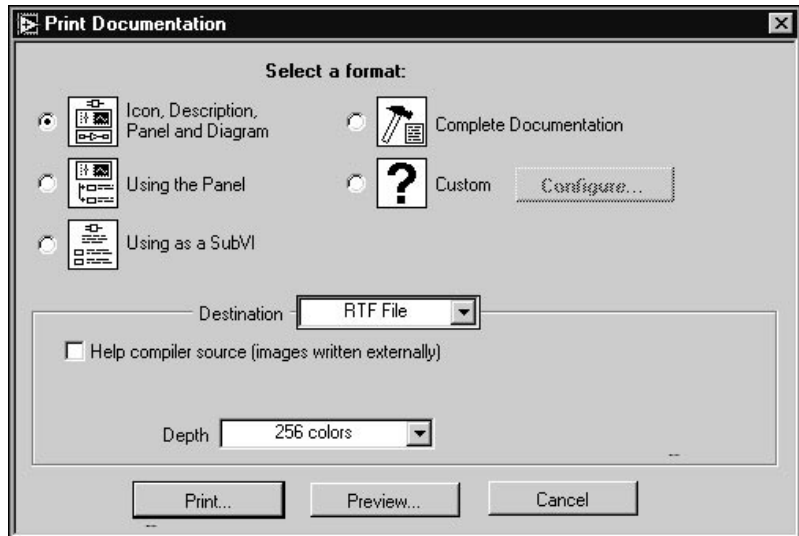 Print Documentation
Select a format:
Icon, Description,
Panel and Diagram
Complete Documentation
Using the Panel
Custom
Configure...
Using as a SubVI
Destination
RTF File
Help compiler source (images written externally)
Depth
256 colors
Print...
Preview...
Cancel